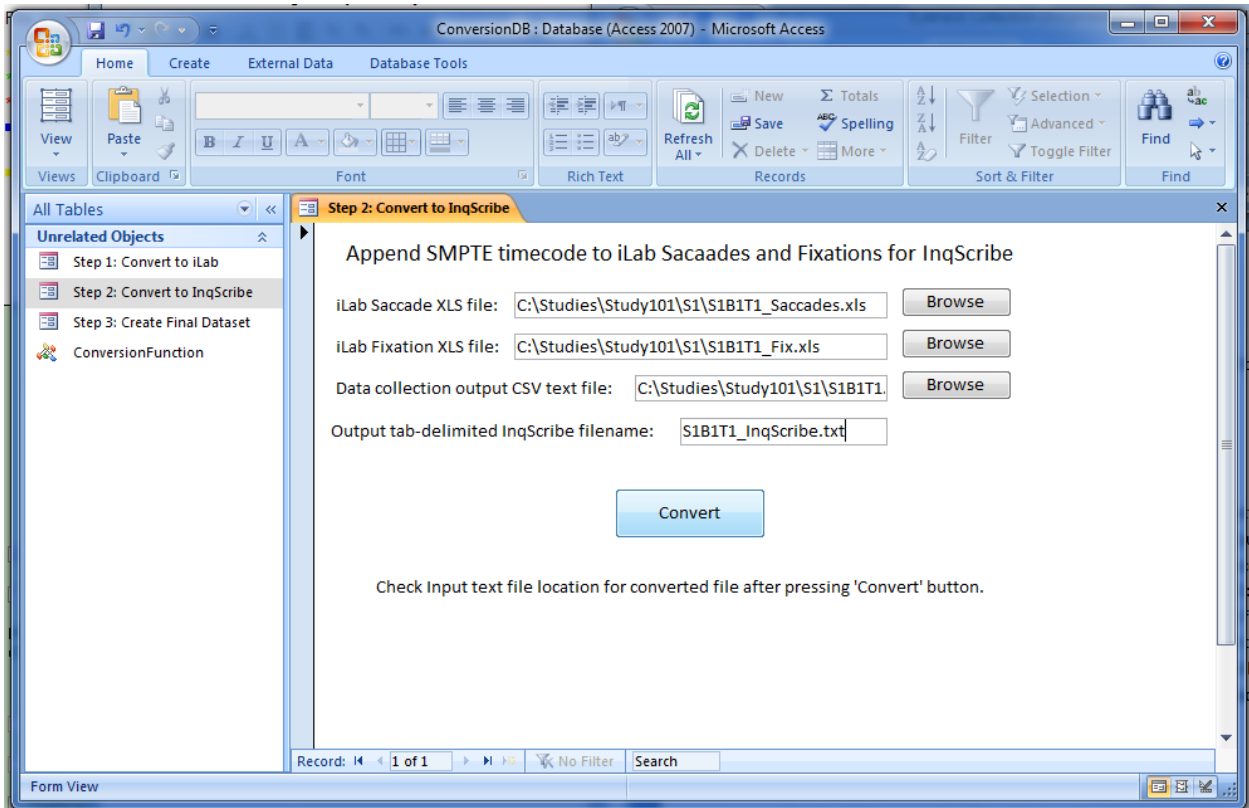 ConversionDB : Database (Access 2007) - Microsoft Access
Home Create External Data Database Tools
View
Paste
B I U A
ab
Refresh All
New
Save
Delete
Σ Totals
ABC Spelling
More
Filter
Selection
Advanced
Toggle Filter
Find
Views Clipboard Font Rich Text Records Sort & Filter Find
All Tables
Unrelated Objects
Step 1: Convert to iLab
Step 2: Convert to InqScribe
Step 3: Create Final Dataset
ConversionFunction
Step 2: Convert to InqScribe
Append SMPTE timecode to iLab Sacaades and Fixations for InqScribe
iLab Saccade XLS file: C:\Studies\Study101\S1\S1B1T1_Saccades.xls Browse
iLab Fixation XLS file: C:\Studies\Study101\S1\S1B1T1_Fix.xls Browse
Data collection output CSV text file: C:\Studies\Study101\S1\S1B1T1. Browse
Output tab-delimited InqScribe filename: S1B1T1_InqScribe.txt
Convert
Check Input text file location for converted file after pressing 'Convert' button.
Record: 1 of 1 No Filter Search
Form View